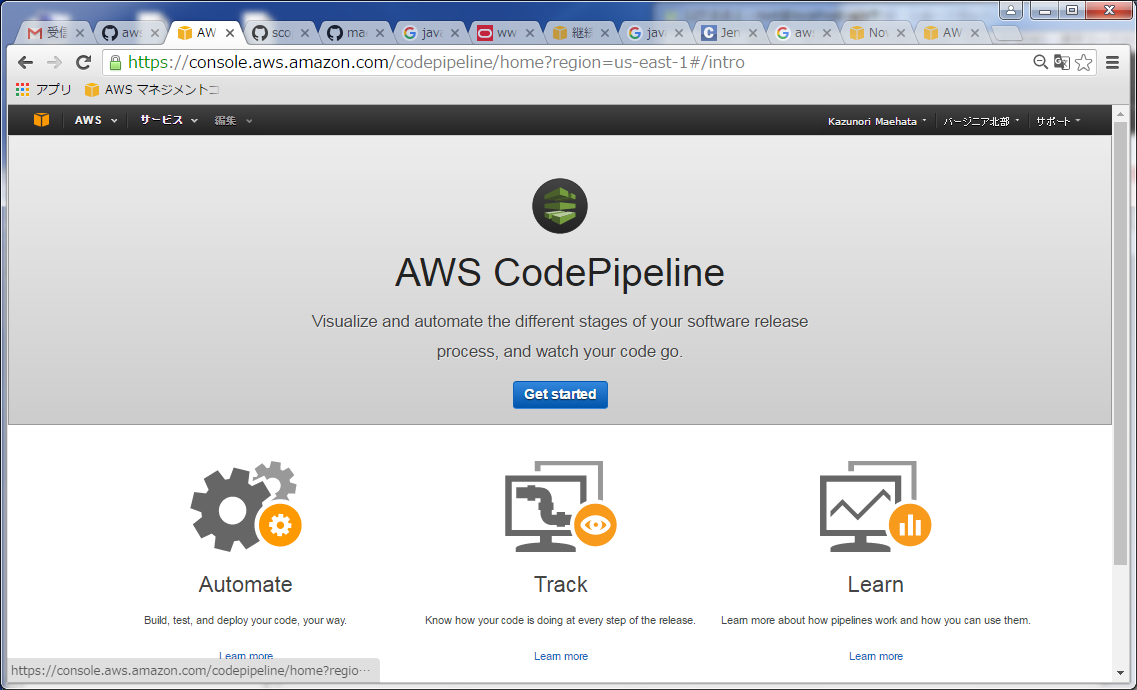 受信 aws AW sco ma java ww 継続 jav Jen aws Nov AW
https://console.aws.amazon.com/codepipeline/home?region=us-east-1#/intro
アプリ AWS マネジメントコ
AWS サービス 編集 Kazunori Maehata バージニア北部 サポート
AWS CodePipeline
Visualize and automate the different stages of your software release
process, and watch your code go.
Get started
Automate Track Learn
Build, test, and deploy your code, your way. Know how your code is doing at every step of the release. Learn more about how pipelines work and how you can use them.
Learn more Learn more Learn more
https://console.aws.amazon.com/codepipeline/home?regio…